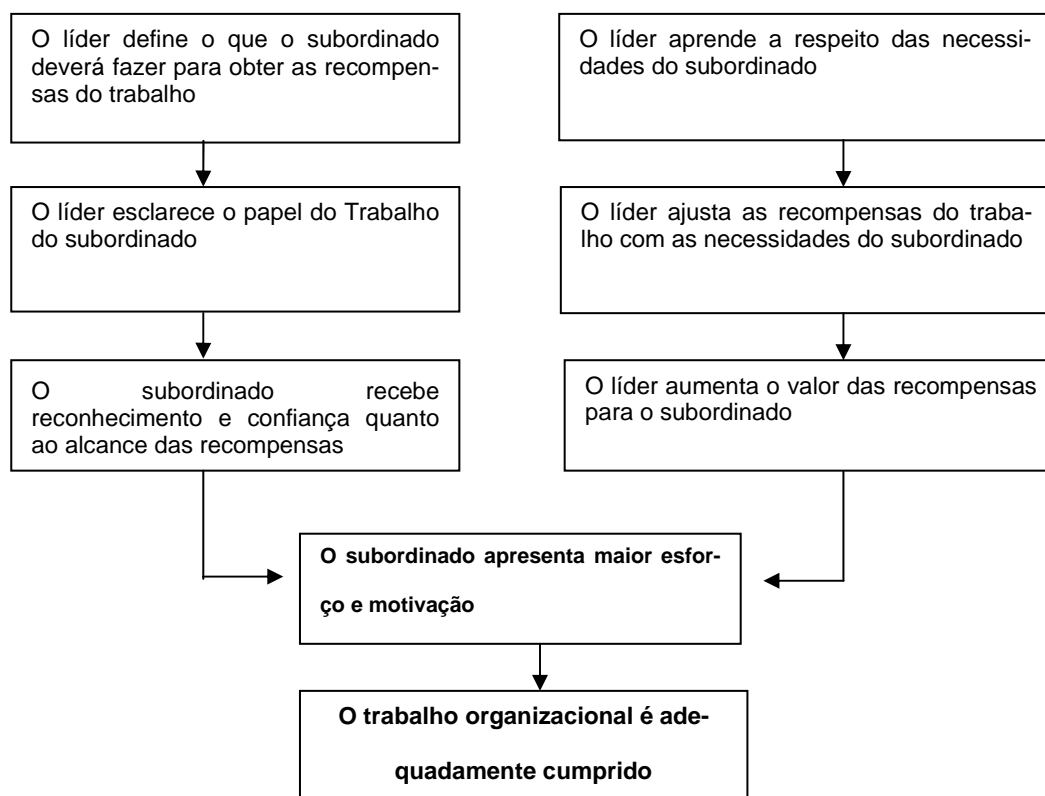 O líder define o que o subordinado
deverá fazer para obter as recompen-
sas do trabalho
O líder esclarece o papel do Trabalho
do subordinado
O subordinado recebe
reconhecimento e confiança quanto
ao alcance das recompensas
O líder aprende a respeito das necessi-
dades do subordinado
O líder ajusta as recompensas do traba-
lho com as necessidades do subordinado
O líder aumenta o valor das recompensas
para o subordinado
O subordinado apresenta maior esfor-
ço e motivação
O trabalho organizacional é ade-
quadamente cumprido